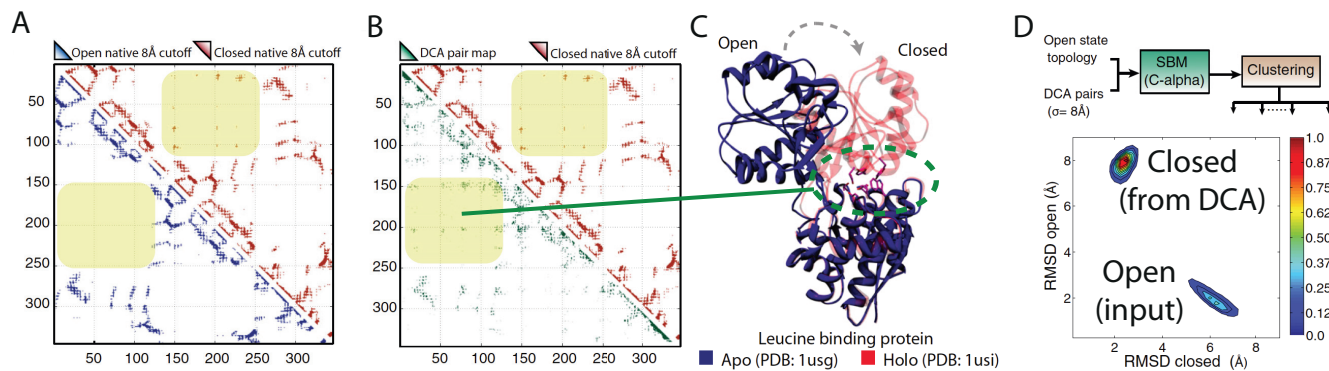 A
Open native 8Å cutoff
Closed native 8Å cutoff
50
100
150
200
250
300
50 100 150 200 250 300
B
DCA pair map
Closed native 8Å cutoff
50
100
150
200
250
300
345
50 100 150 200 250 300
C
Open
Closed
Leucine binding protein
Apo (PDB: 1usg)
Holo (PDB: 1usi)
D
Open state
topology
DCA pairs
(σ= 8Å)
SBM
(C-alpha)
Clustering
RMSD open (Å)
8
6
4
2
Closed
(from DCA)
Open
(input)
2 4 6 8
RMSD closed (Å)
1.0
0.87
0.75
0.62
0.50
0.37
0.25
0.12
0.0